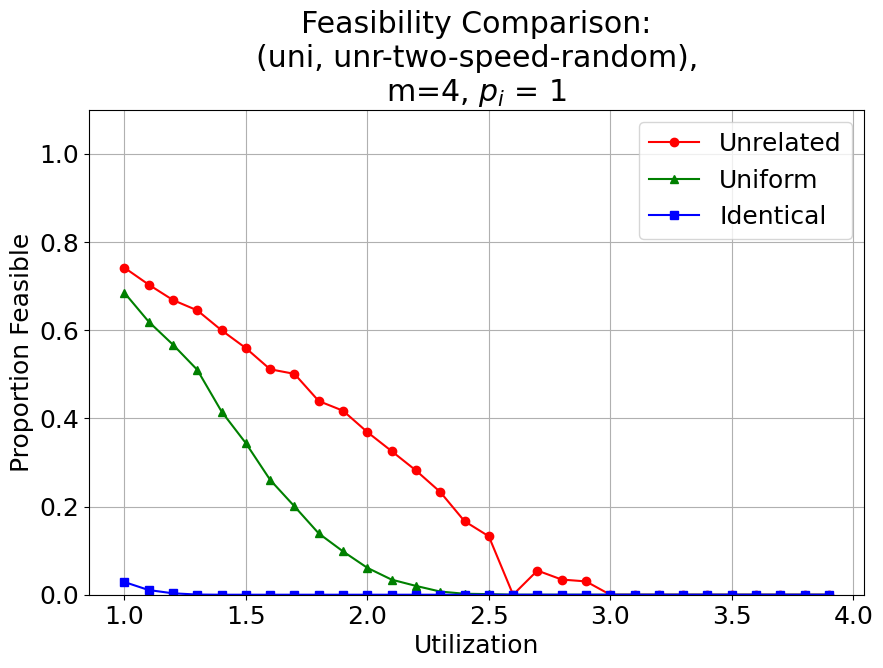 Feasibility Comparison:
(uni, unr-two-speed-random),
m=4, $p_i$ = 1
1.0
0.8
0.6
0.4
0.2
0.0
Proportion Feasible
Unrelated
Uniform
Identical
1.0 1.5 2.0 2.5 3.0 3.5 4.0
Utilization